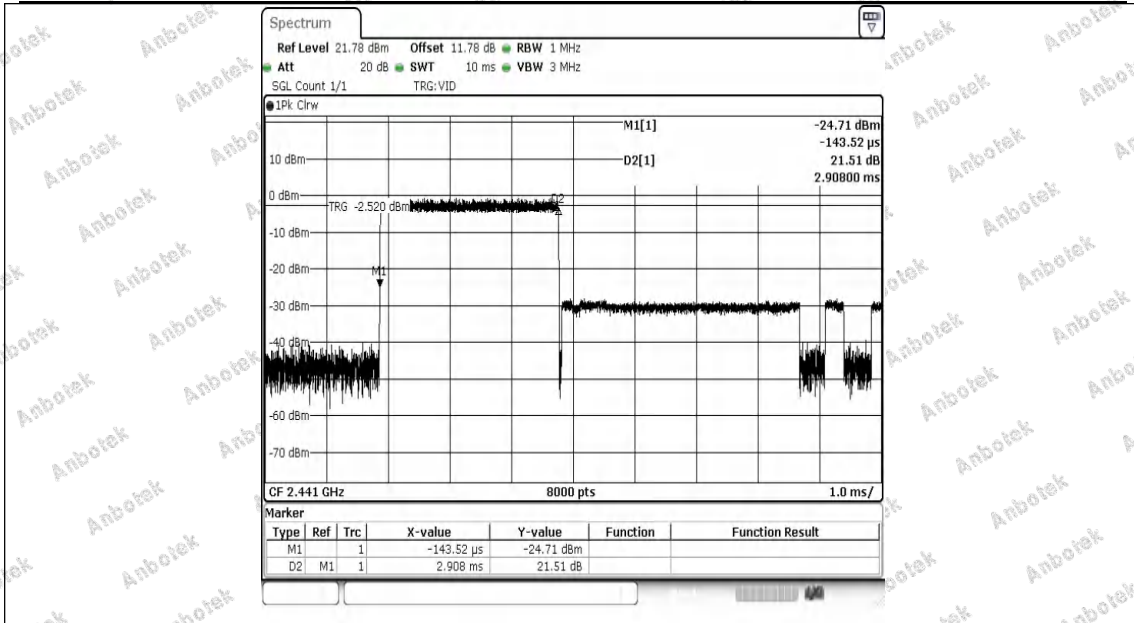 Spectrum
Ref Level 21.78 dBm Offset 11.78 dB RBW 1 MHz
Att 20 dB SWT 10 ms VBW 3 MHz
SGL Count 1/1 TRG:VID
1Pk Clrw
M1[1] -24.71 dBm
-143.52 µs
10 dBm D2[1] 21.51 dB
2.90800 ms
0 dBm
TRG -2.520 dBm D2
-10 dBm
-20 dBm
M1
-30 dBm
-40 dBm
-60 dBm
-70 dBm
CF 2.441 GHz 8000 pts 1.0 ms/
Marker
Type Ref Trc X-value Y-value Function Function Result
M1 1 -143.52 µs -24.71 dBm
D2 M1 1 2.908 ms 21.51 dB
Anbotek